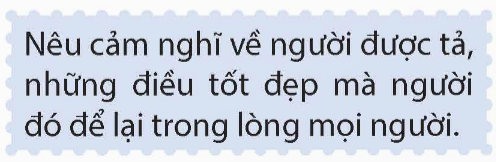 Nêu cảm nghĩ về người được tả,
những điều tốt đẹp mà người
đó để lại trong lòng mọi người.